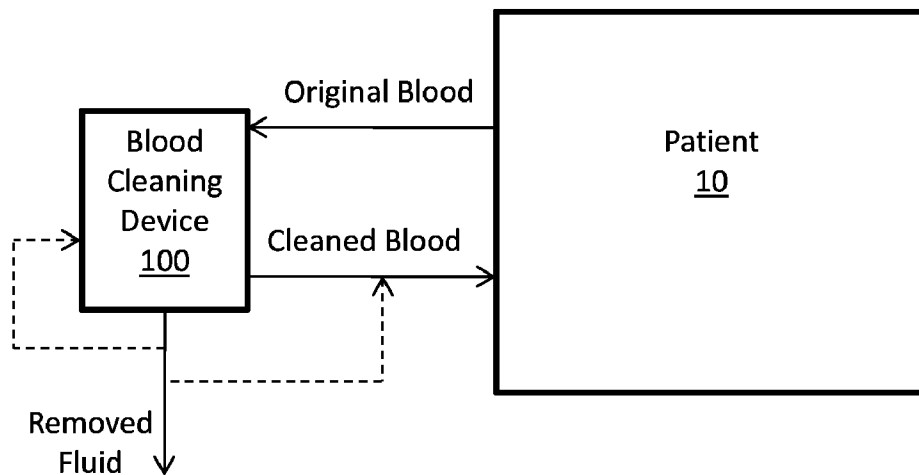 Original Blood
Blood
Cleaning
Device
100
Patient
10
Cleaned Blood
Removed
Fluid